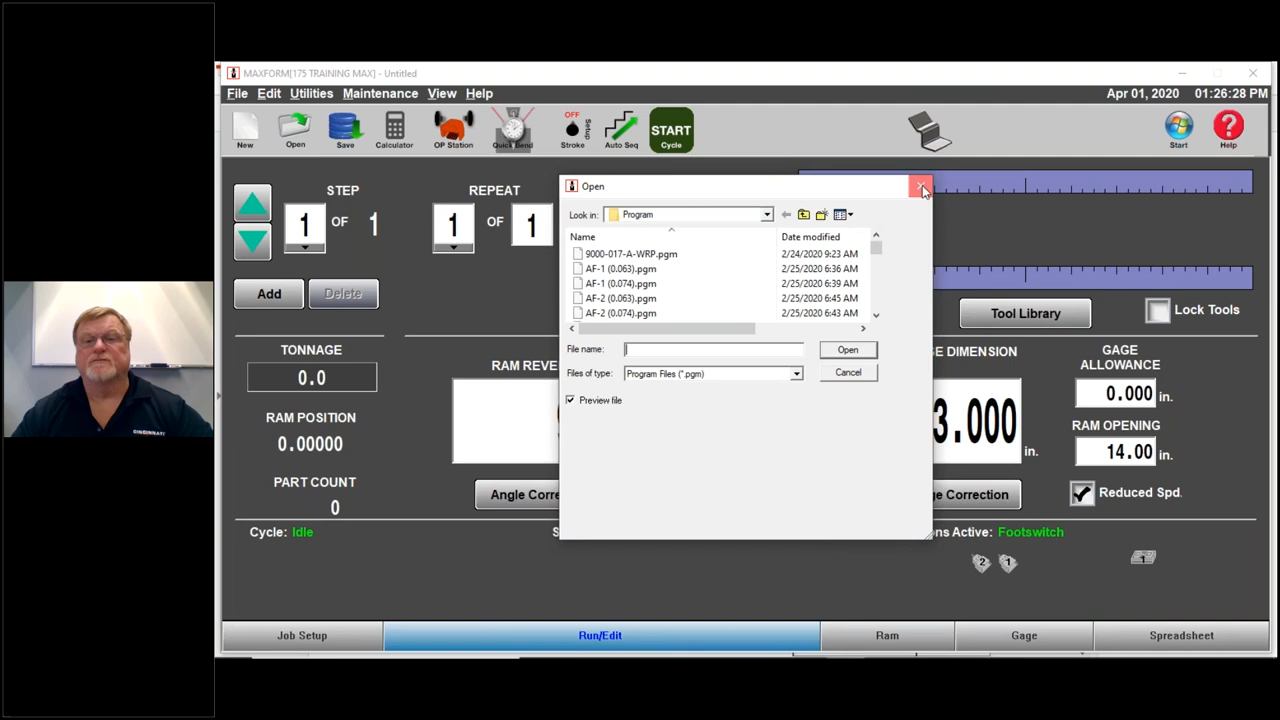 MAXFORM[175 TRAINING MAX] - Untitled
File Edit Utilities Maintenance View Help
Apr 01, 2020 01:26:28 PM
New Open Save Calculator OP Station Quick Bend OFF Setup Stroke Auto Seq START Cycle Start Help
STEP
1 OF 1
REPEAT
1 OF 1
Add Delete
TONNAGE
0.0
RAM POSITION
0.00000
PART COUNT
0
RAM REVE
Angle Corre
Open
Look in: Program
Name Date modified
9000-017-A-WRP.pgm 2/24/2020 9:23 AM
AF-1 (0.063).pgm 2/25/2020 6:36 AM
AF-1 (0.074).pgm 2/25/2020 6:39 AM
AF-2 (0.063).pgm 2/25/2020 6:45 AM
AF-2 (0.074).pgm 2/25/2020 6:43 AM
File name: Open
Files of type: Program Files (*.pgm) Cancel
Preview file
Tool Library Lock Tools
E DIMENSION
3.000 in.
ge Correction
GAGE
ALLOWANCE
0.000 in.
RAM OPENING
14.00 in.
Reduced Spd.
Cycle: Idle
S
ns Active: Footswitch
2 1 1
Job Setup Run/Edit Ram Gage Spreadsheet
CINCINNATI